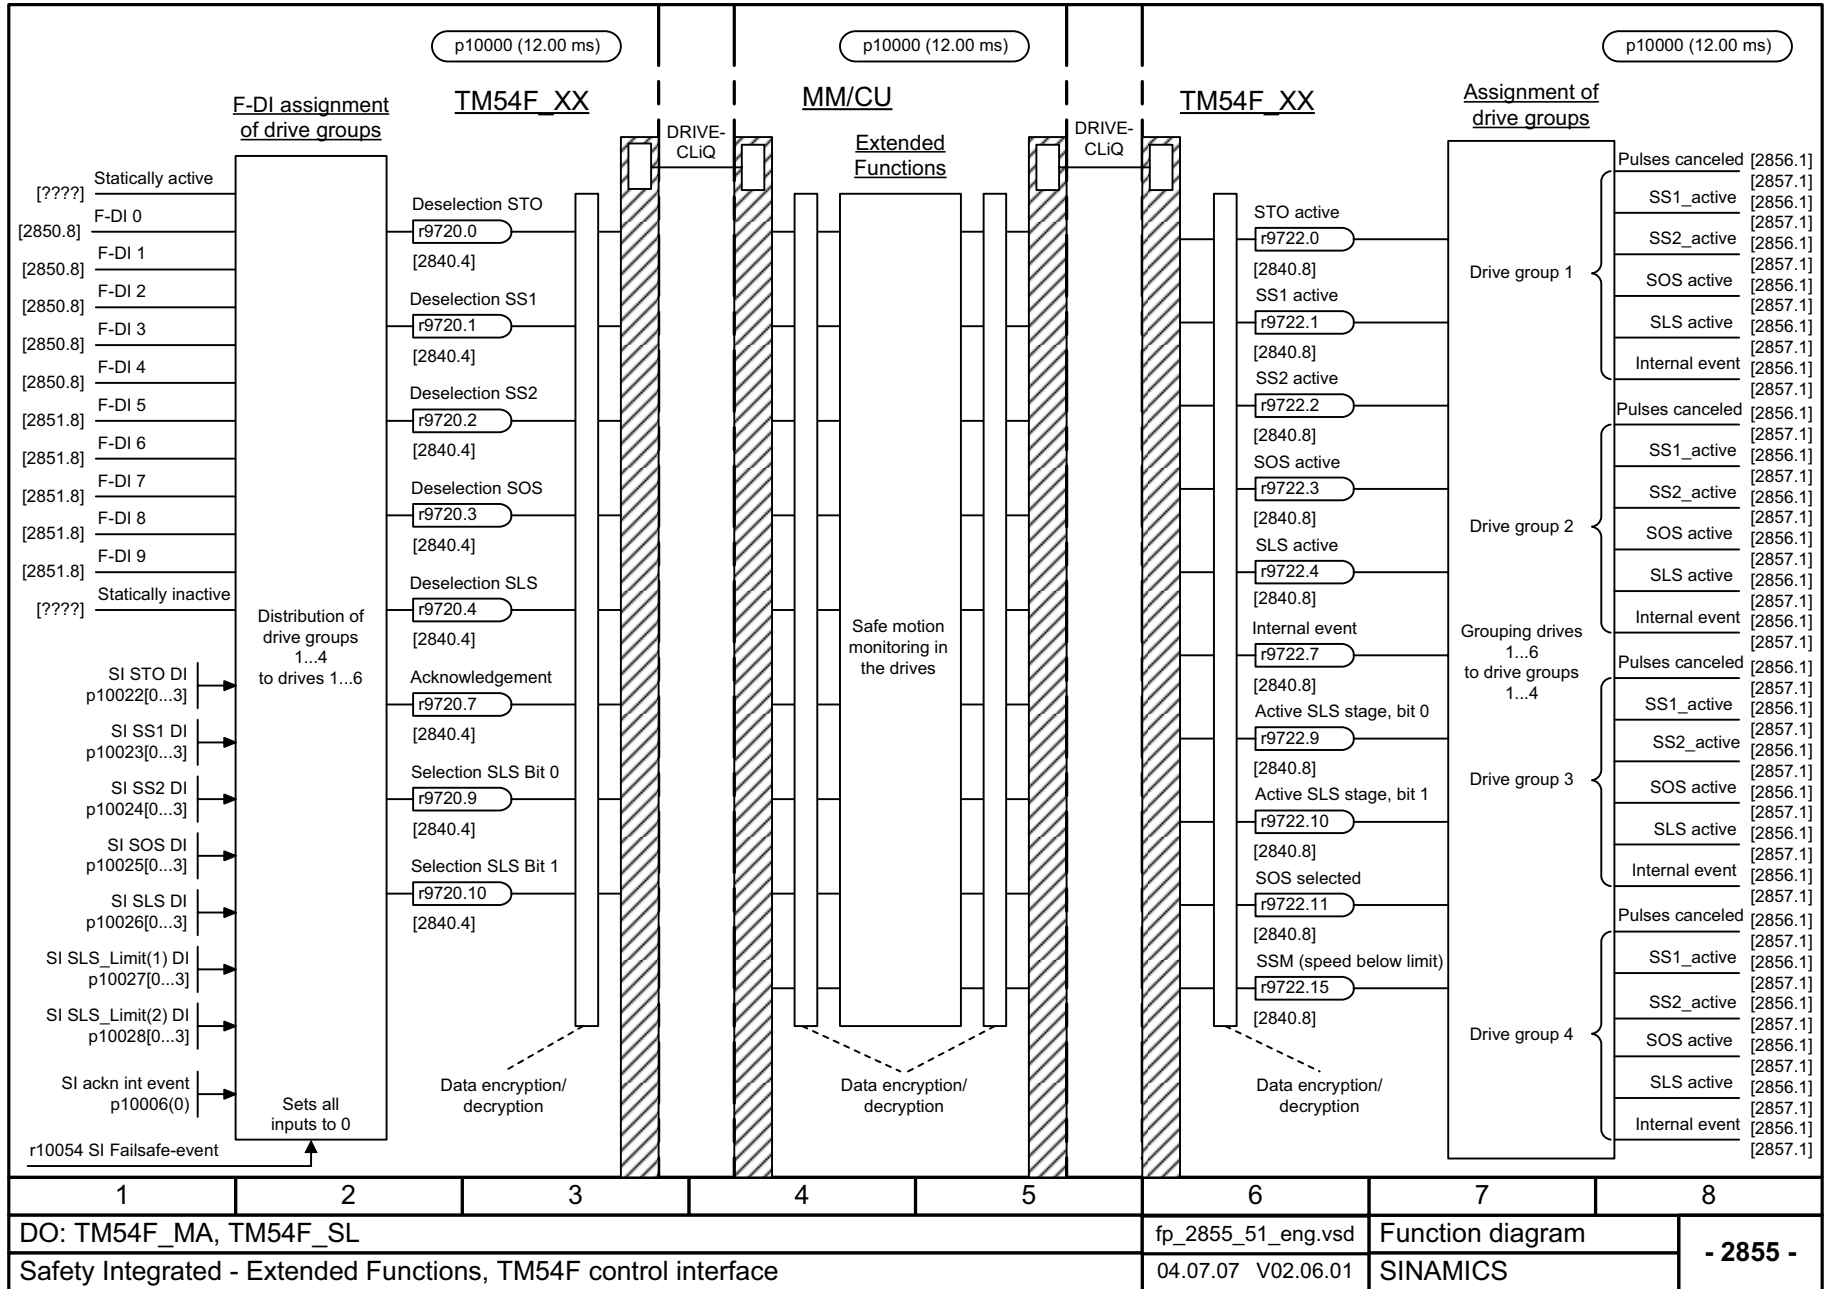 p10000 (12.00 ms)
p10000 (12.00 ms)
p10000 (12.00 ms)
F-DI assignment
of drive groups
TM54F_XX
MM/CU
TM54F_XX
Assignment of
drive groups
DRIVE-
CLiQ
DRIVE-
CLiQ
Extended
Functions
Statically active
[????]
F-DI 0
[2850.8]
F-DI 1
[2850.8]
F-DI 2
[2850.8]
F-DI 3
[2850.8]
F-DI 4
[2850.8]
F-DI 5
[2851.8]
F-DI 6
[2851.8]
F-DI 7
[2851.8]
F-DI 8
[2851.8]
F-DI 9
[2851.8]
Statically inactive
[????]
SI STO DI
p10022[0...3]
SI SS1 DI
p10023[0...3]
SI SS2 DI
p10024[0...3]
SI SOS DI
p10025[0...3]
SI SLS DI
p10026[0...3]
SI SLS_Limit(1) DI
p10027[0...3]
SI SLS_Limit(2) DI
p10028[0...3]
SI ackn int event
p10006(0)
r10054 SI Failsafe-event
Distribution of
drive groups
1...4
to drives 1...6
Sets all
inputs to 0
Deselection STO
r9720.0
[2840.4]
Deselection SS1
r9720.1
[2840.4]
Deselection SS2
r9720.2
[2840.4]
Deselection SOS
r9720.3
[2840.4]
Deselection SLS
r9720.4
[2840.4]
Acknowledgement
r9720.7
[2840.4]
Selection SLS Bit 0
r9720.9
[2840.4]
Selection SLS Bit 1
r9720.10
[2840.4]
Data encryption/
decryption
Safe motion
monitoring in
the drives
Data encryption/
decryption
STO active
r9722.0
[2840.8]
SS1 active
r9722.1
[2840.8]
SS2 active
r9722.2
[2840.8]
SOS active
r9722.3
[2840.8]
SLS active
r9722.4
[2840.8]
Internal event
r9722.7
[2840.8]
Active SLS stage, bit 0
r9722.9
[2840.8]
Active SLS stage, bit 1
r9722.10
[2840.8]
SOS selected
r9722.11
[2840.8]
SSM (speed below limit)
r9722.15
[2840.8]
Data encryption/
decryption
Drive group 1
Drive group 2
Grouping drives
1...6
to drive groups
1...4
Drive group 3
Drive group 4
Pulses canceled [2856.1]
[2857.1]
SS1_active [2856.1]
[2857.1]
SS2_active [2856.1]
[2857.1]
SOS active [2856.1]
[2857.1]
SLS active [2856.1]
[2857.1]
Internal event [2856.1]
[2857.1]
Pulses canceled [2856.1]
[2857.1]
SS1_active [2856.1]
[2857.1]
SS2_active [2856.1]
[2857.1]
SOS active [2856.1]
[2857.1]
SLS active [2856.1]
[2857.1]
Internal event [2856.1]
[2857.1]
Pulses canceled [2856.1]
[2857.1]
SS1_active [2856.1]
[2857.1]
SS2_active [2856.1]
[2857.1]
SOS active [2856.1]
[2857.1]
SLS active [2856.1]
[2857.1]
Internal event [2856.1]
[2857.1]
Pulses canceled [2856.1]
[2857.1]
SS1_active [2856.1]
[2857.1]
SS2_active [2856.1]
[2857.1]
SOS active [2856.1]
[2857.1]
SLS active [2856.1]
[2857.1]
Internal event [2856.1]
[2857.1]
1 2 3 4 5 6 7 8
DO: TM54F_MA, TM54F_SL
fp_2855_51_eng.vsd
Function diagram
- 2855 -
Safety Integrated - Extended Functions, TM54F control interface
04.07.07 V02.06.01
SINAMICS